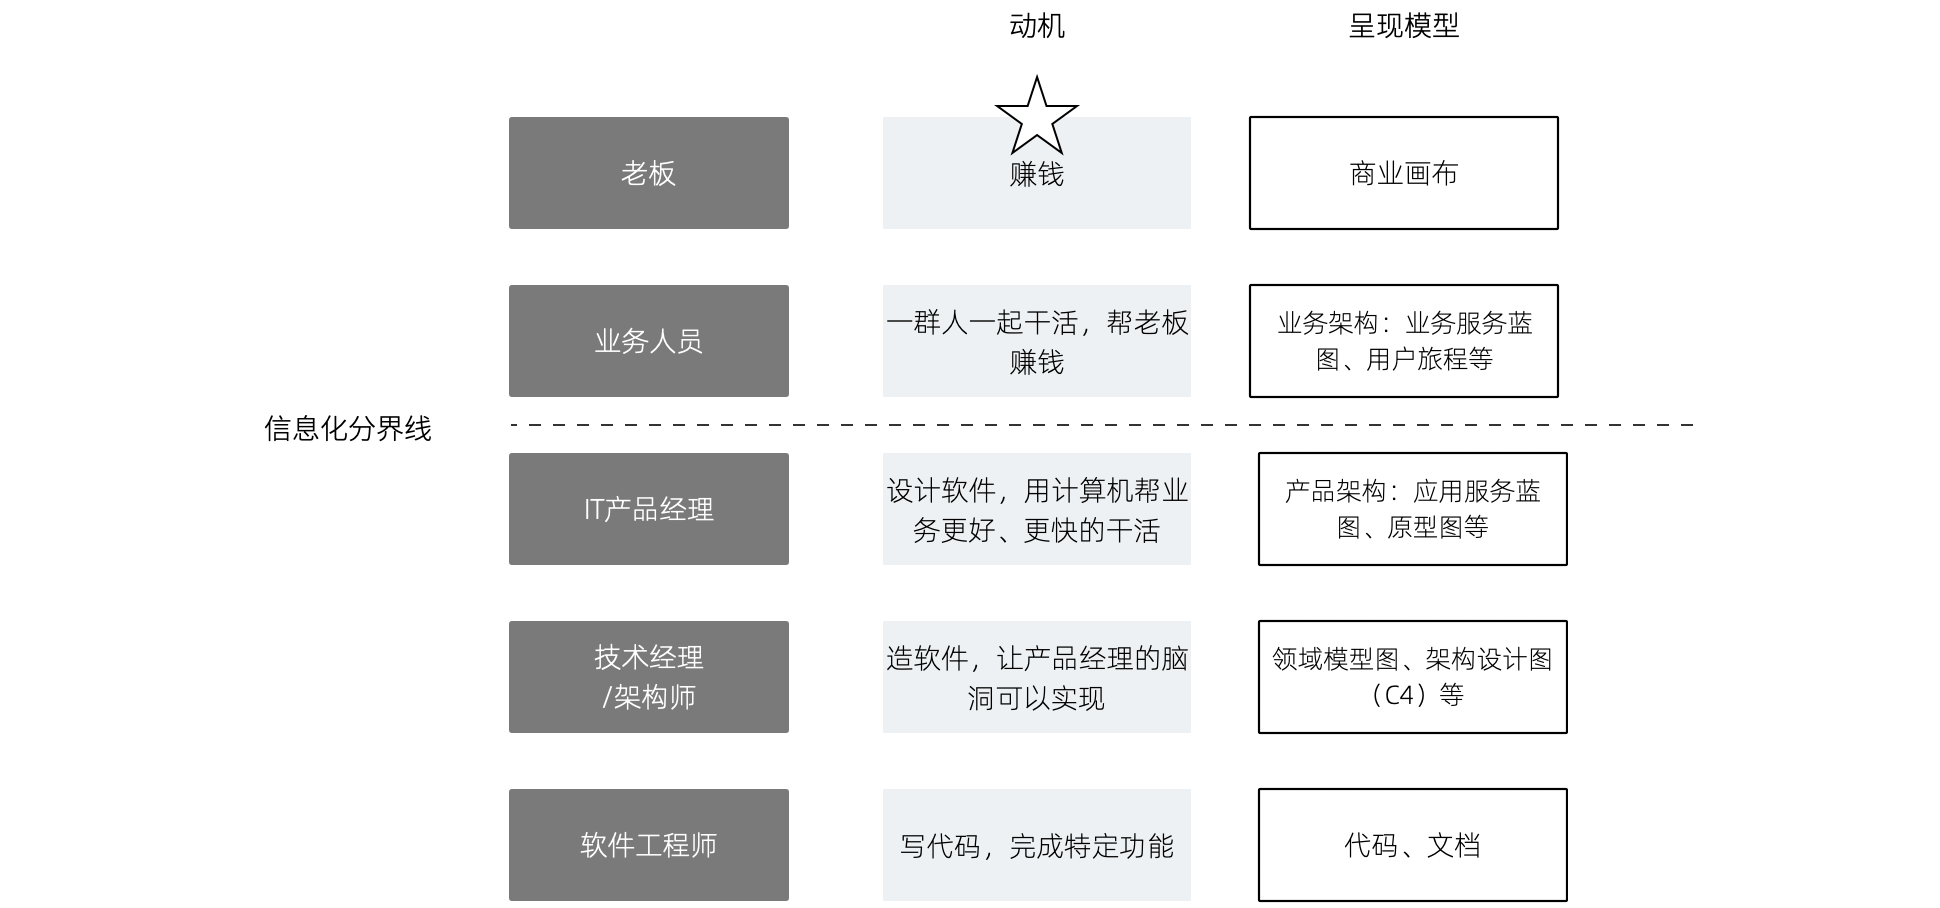 动机
呈现模型
老板
赚钱
商业画布
业务人员
一群人一起干活，帮老板
赚钱
业务架构：业务服务蓝
图、用户旅程等
信息化分界线
IT产品经理
设计软件，用计算机帮业
务更好、更快的干活
产品架构：应用服务蓝
图、原型图等
技术经理
/架构师
造软件，让产品经理的脑
洞可以实现
领域模型图、架构设计图
（C4）等
软件工程师
写代码，完成特定功能
代码、文档